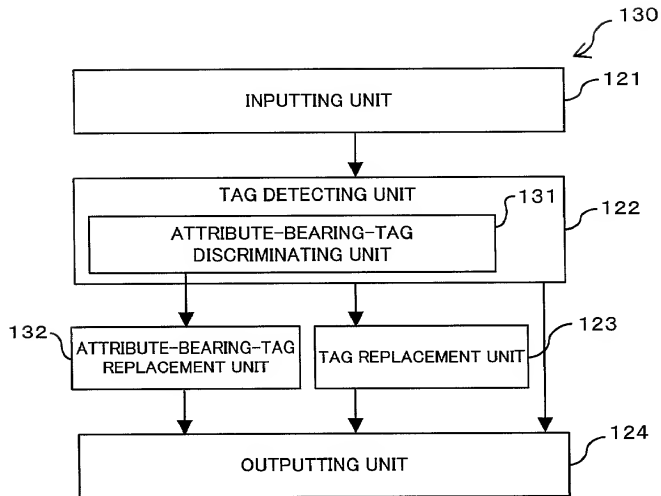 130
INPUTTING UNIT
121
TAG DETECTING UNIT
131
ATTRIBUTE-BEARING-TAG
DISCRIMINATING UNIT
122
132
ATTRIBUTE-BEARING-TAG
REPLACEMENT UNIT
TAG REPLACEMENT UNIT
123
OUTPUTTING UNIT
124